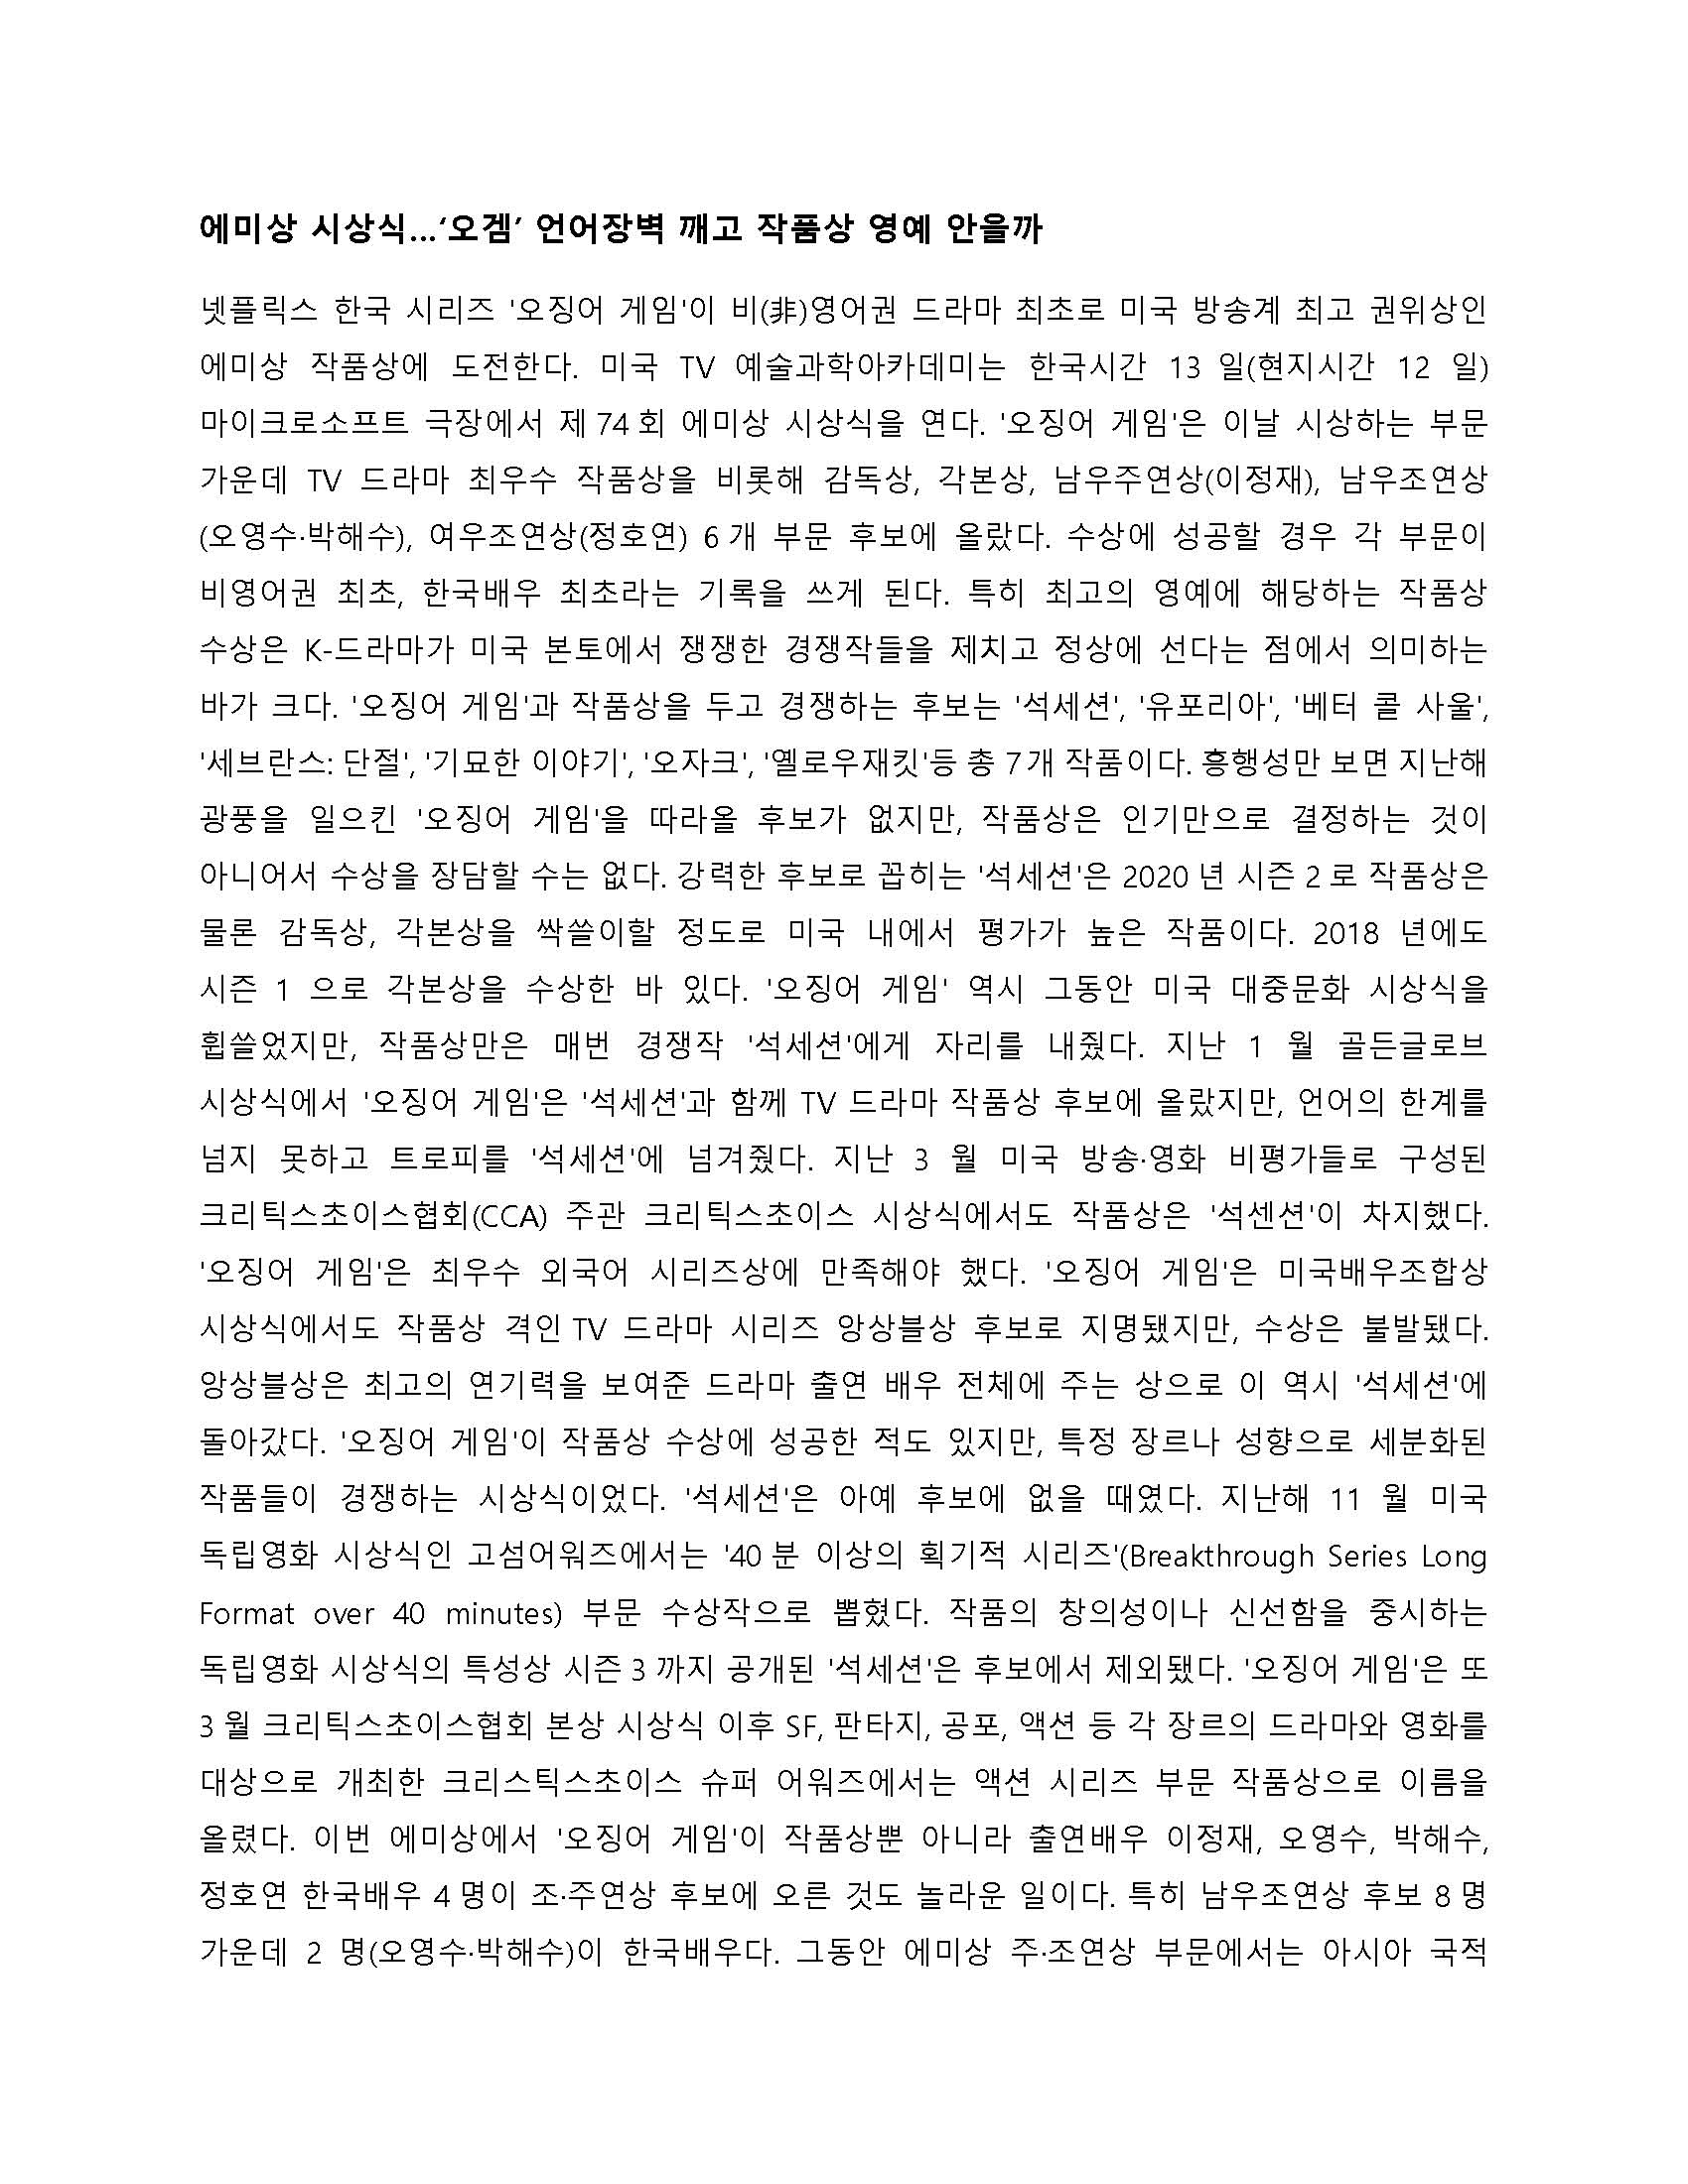 에미상 시상식...‘오겜’ 언어장벽 깨고 작품상 영예 안을까
넷플릭스 한국 시리즈 '오징어 게임'이 비(非)영어권 드라마 최초로 미국 방송계 최고 권위상인
에미상 작품상에 도전한다. 미국 TV 예술과학아카데미는 한국시간 13 일(현지시간 12 일)
마이크로소프트 극장에서 제 74 회 에미상 시상식을 연다. '오징어 게임'은 이날 시상하는 부문
가운데 TV 드라마 최우수 작품상을 비롯해 감독상, 각본상, 남우주연상(이정재), 남우조연상
(오영수·박해수), 여우조연상(정호연) 6 개 부문 후보에 올랐다. 수상에 성공할 경우 각 부문이
비영어권 최초, 한국배우 최초라는 기록을 쓰게 된다. 특히 최고의 영예에 해당하는 작품상
수상은 K-드라마가 미국 본토에서 쟁쟁한 경쟁작들을 제치고 정상에 선다는 점에서 의미하는
바가 크다. '오징어 게임'과 작품상을 두고 경쟁하는 후보는 '석세션', '유포리아', '베터 콜 사울',
'세브란스: 단절', '기묘한 이야기', '오자크', '옐로우재킷'등 총 7 개 작품이다. 흥행성만 보면 지난해
광풍을 일으킨 '오징어 게임'을 따라올 후보가 없지만, 작품상은 인기만으로 결정하는 것이
아니어서 수상을 장담할 수는 없다. 강력한 후보로 꼽히는 '석세션'은 2020 년 시즌 2 로 작품상은
물론 감독상, 각본상을 싹쓸이할 정도로 미국 내에서 평가가 높은 작품이다. 2018 년에도
시즌 1 으로 각본상을 수상한 바 있다. '오징어 게임' 역시 그동안 미국 대중문화 시상식을
휩쓸었지만, 작품상만은 매번 경쟁작 '석세션'에게 자리를 내줬다. 지난 1 월 골든글로브
시상식에서 '오징어 게임'은 '석세션'과 함께 TV 드라마 작품상 후보에 올랐지만, 언어의 한계를
넘지 못하고 트로피를 '석세션'에 넘겨줬다. 지난 3 월 미국 방송·영화 비평가들로 구성된
크리틱스초이스협회(CCA) 주관 크리틱스초이스 시상식에서도 작품상은 '석센션'이 차지했다.
'오징어 게임'은 최우수 외국어 시리즈상에 만족해야 했다. '오징어 게임'은 미국배우조합상
시상식에서도 작품상 격인 TV 드라마 시리즈 앙상블상 후보로 지명됐지만, 수상은 불발됐다.
앙상블상은 최고의 연기력을 보여준 드라마 출연 배우 전체에 주는 상으로 이 역시 '석세션'에
돌아갔다. '오징어 게임'이 작품상 수상에 성공한 적도 있지만, 특정 장르나 성향으로 세분화된
작품들이 경쟁하는 시상식이었다. '석세션'은 아예 후보에 없을 때였다. 지난해 11 월 미국
독립영화 시상식인 고섬어워즈에서는 '40 분 이상의 획기적 시리즈'(Breakthrough Series Long
Format over 40 minutes) 부문 수상작으로 뽑혔다. 작품의 창의성이나 신선함을 중시하는
독립영화 시상식의 특성상 시즌 3 까지 공개된 '석세션'은 후보에서 제외됐다. '오징어 게임'은 또
3 월 크리틱스초이스협회 본상 시상식 이후 SF, 판타지, 공포, 액션 등 각 장르의 드라마와 영화를
대상으로 개최한 크리스틱스초이스 슈퍼 어워즈에서는 액션 시리즈 부문 작품상으로 이름을
올렸다. 이번 에미상에서 '오징어 게임'이 작품상뿐 아니라 출연배우 이정재, 오영수, 박해수,
정호연 한국배우 4 명이 조·주연상 후보에 오른 것도 놀라운 일이다. 특히 남우조연상 후보 8 명
가운데 2 명(오영수·박해수)이 한국배우다. 그동안 에미상 주·조연상 부문에서는 아시아 국적